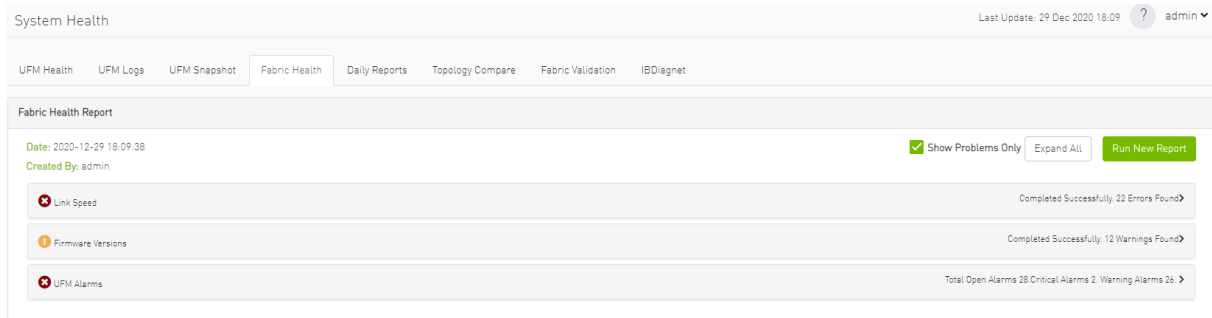 System Health
Last Update: 29 Dec 2020 18:09 ? admin
UFM Health UFM Logs UFM Snapshot Fabric Health Daily Reports Topology Compare Fabric Validation IBDiagnet
Fabric Health Report
Date: 2020-12-29 18:09:38
Show Problems Only Expand All Run New Report
Created By: admin
Link Speed Completed Successfully. 22 Errors Found
Firmware Versions Completed Successfully. 12 Warnings Found
UFM Alarms Total Open Alarms 28.Critical Alarms 2. Warning Alarms 26.